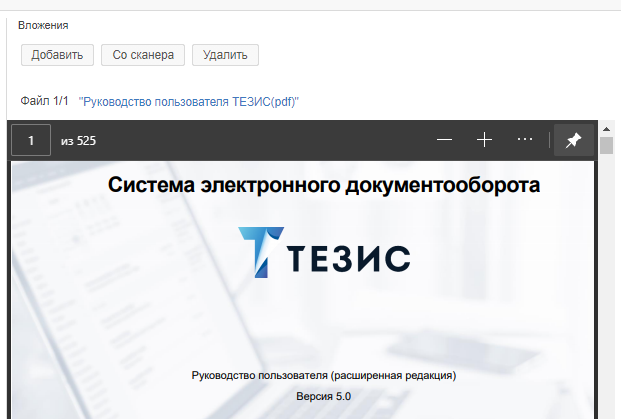 Вложения
Добавить Со сканера Удалить
Файл 1/1 "Руководство пользователя ТЕЗИС(pdf)"
1 из 525
Система электронного документооборота
ТЕЗИС
Руководство пользователя (расширенная редакция)
Версия 5.0